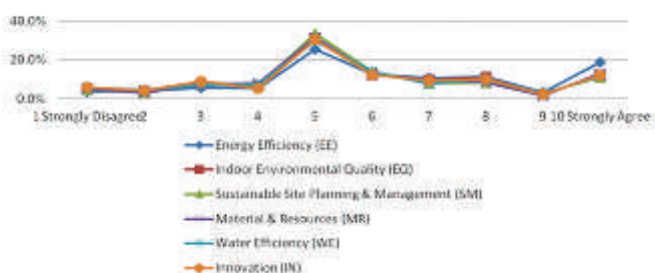 40.0%
20.0%
0.0%
1 Strongly Disagree 2 3 4 5 6 7 8 9 10 Strongly Agree
Energy Efficiency (EE)
Indoor Environmental Quality (EQ)
Sustainable Site Planning & Management (SM)
Material & Resources (MR)
Water Efficiency (WE)
Innovation (IN)